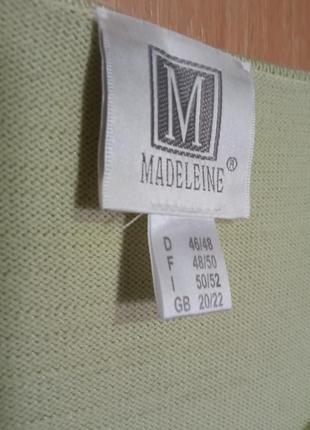 M
MADELEINE®
D 46/48
F 48/50
I 50/52
GB 20/22